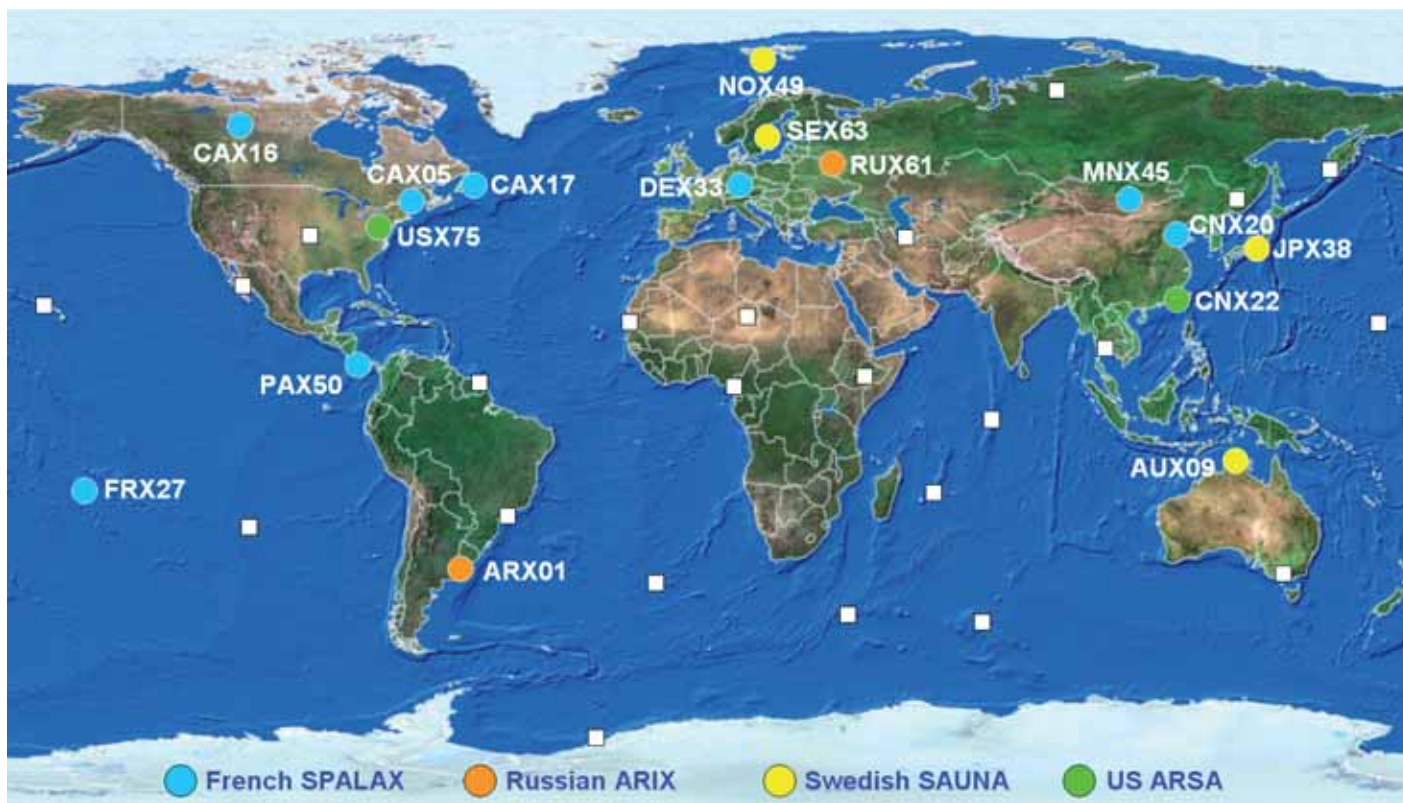 NOX49
SEX63
CAX16
RUX61
CAX05
CAX17
DEX33
MNX45
CNX20
USX75
JPX38
CNX22
PAX50
AUX09
FRX27
ARX01
French SPALAX
Russian ARIX
Swedish SAUNA
US ARSA